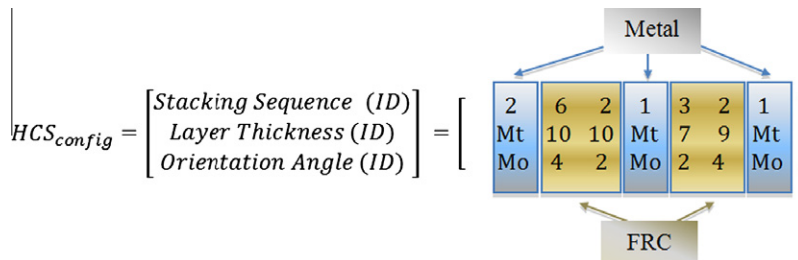 Metal
[Stacking Sequence (ID)] [ 2 6 2 1 3 2 1
HCS_config = [Layer Thickness (ID)] = [ Mt 10 10 Mt 7 9 Mt
[Orientation Angle (ID)] [ Mo 4 2 Mo 2 4 Mo
FRC